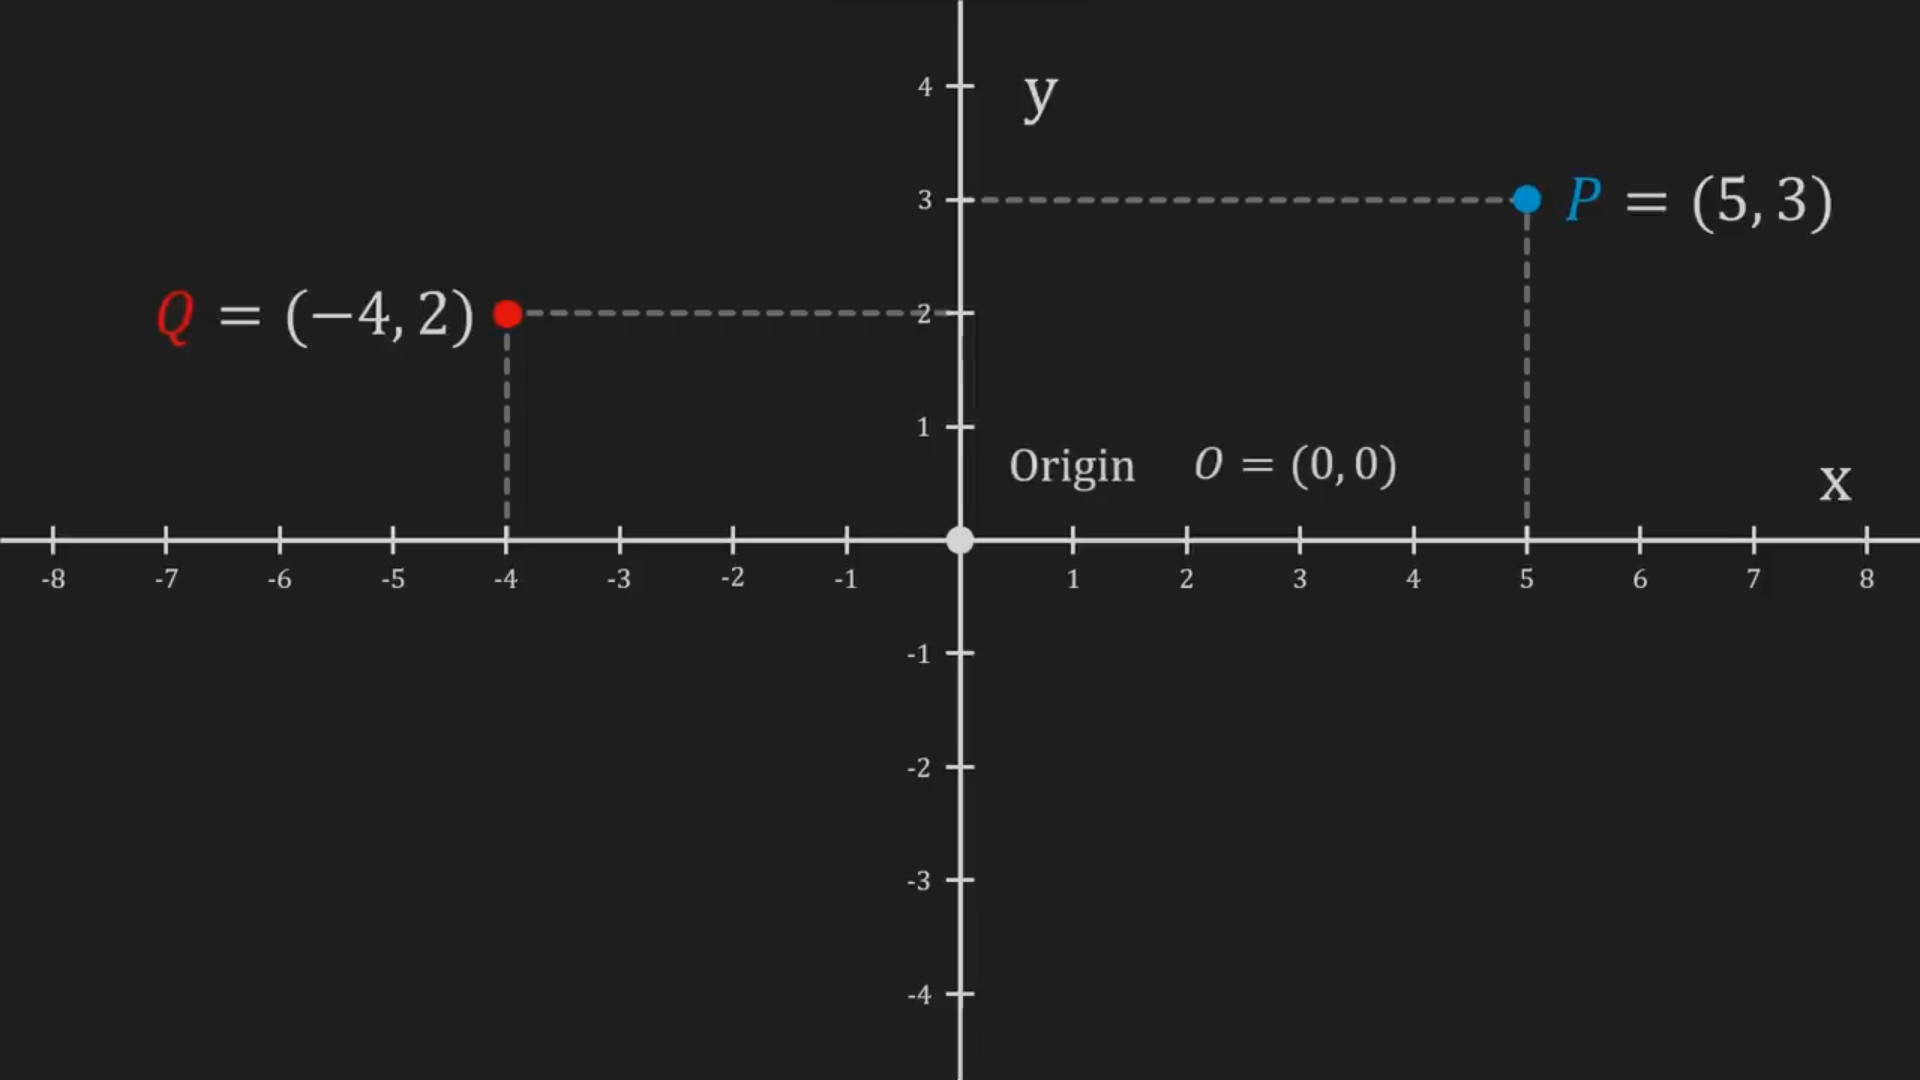 4
y
3
P = (5, 3)
Q = (−4, 2)
2
1
Origin O = (0, 0)
x
-8 -7 -6 -5 -4 -3 -2 -1 1 2 3 4 5 6 7 8
-1
-2
-3
-4